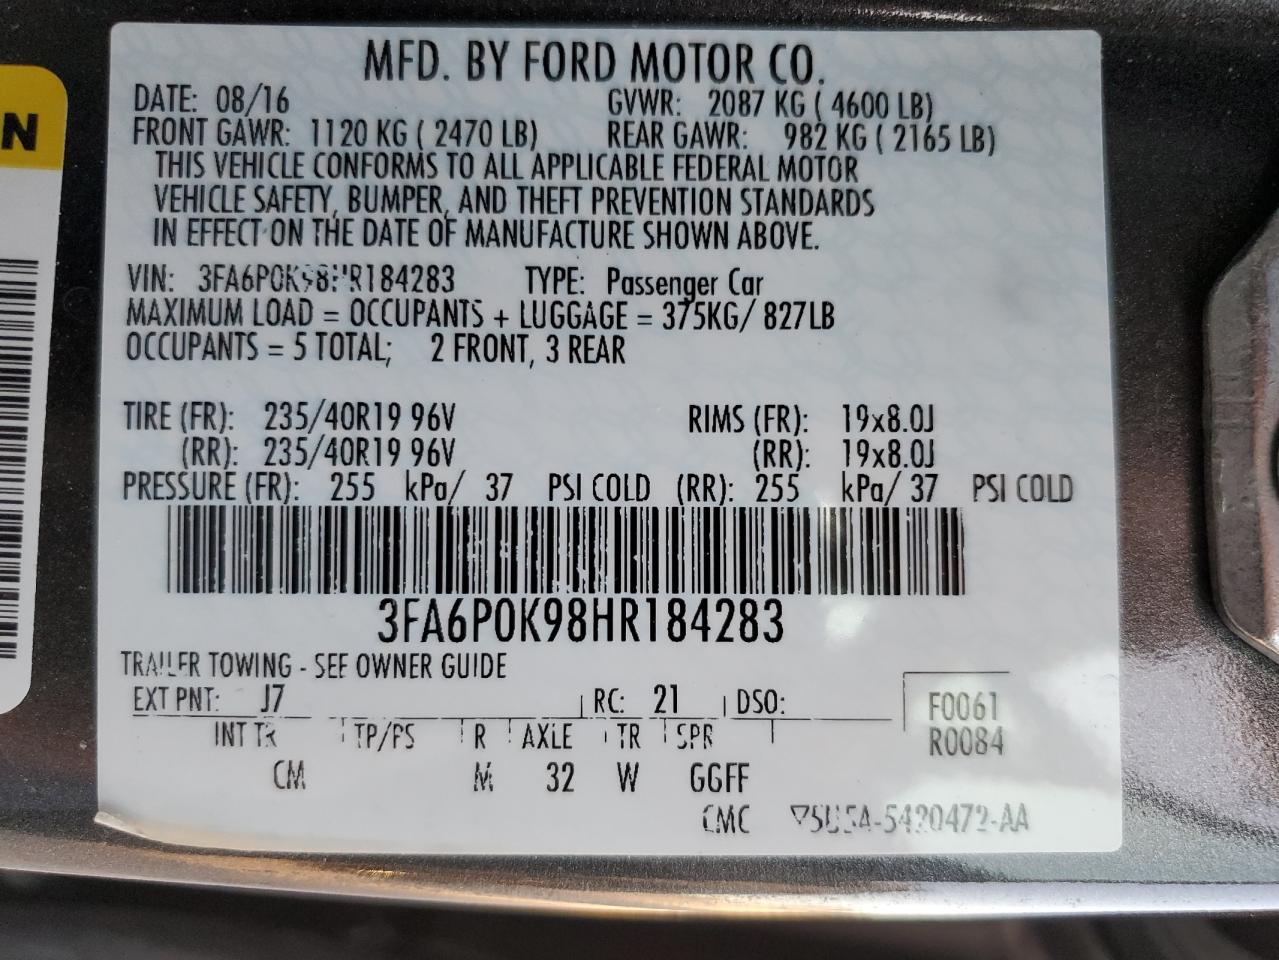 N
MFD. BY FORD MOTOR CO.
DATE: 08/16 GVWR: 2087 KG ( 4600 LB)
FRONT GAWR: 1120 KG ( 2470 LB) REAR GAWR: 982 KG ( 2165 LB)
THIS VEHICLE CONFORMS TO ALL APPLICABLE FEDERAL MOTOR
VEHICLE SAFETY, BUMPER, AND THEFT PREVENTION STANDARDS
IN EFFECT ON THE DATE OF MANUFACTURE SHOWN ABOVE.
VIN: 3FA6P0K98HR184283 TYPE: Passenger Car
MAXIMUM LOAD = OCCUPANTS + LUGGAGE = 375KG/ 827LB
OCCUPANTS = 5 TOTAL; 2 FRONT, 3 REAR
TIRE (FR): 235/40R19 96V RIMS (FR): 19x8.0J
(RR): 235/40R19 96V (RR): 19x8.0J
PRESSURE (FR): 255 kPa/ 37 PSI COLD (RR): 255 kPa/ 37 PSI COLD
3FA6P0K98HR184283
TRAILER TOWING - SEE OWNER GUIDE
EXT PNT: J7 RC: 21 DSO: F0061
INT TR TP/PS R AXLE TR SPR R0084
CM M 32 W GGFF
CMC